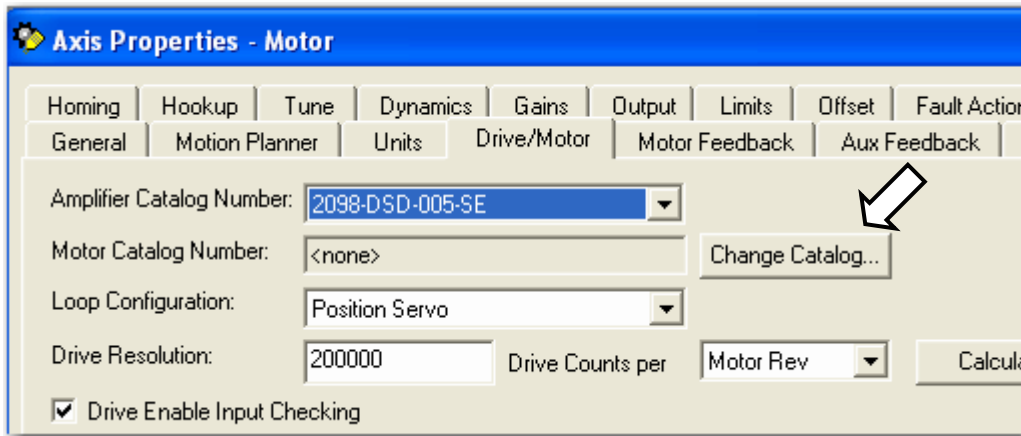 Axis Properties - Motor
Homing Hookup Tune Dynamics Gains Output Limits Offset Fault Action
General Motion Planner Units Drive/Motor Motor Feedback Aux Feedback
Amplifier Catalog Number: 2098-DSD-005-SE
Motor Catalog Number: <none> Change Catalog...
Loop Configuration: Position Servo
Drive Resolution: 200000 Drive Counts per Motor Rev
Drive Enable Input Checking